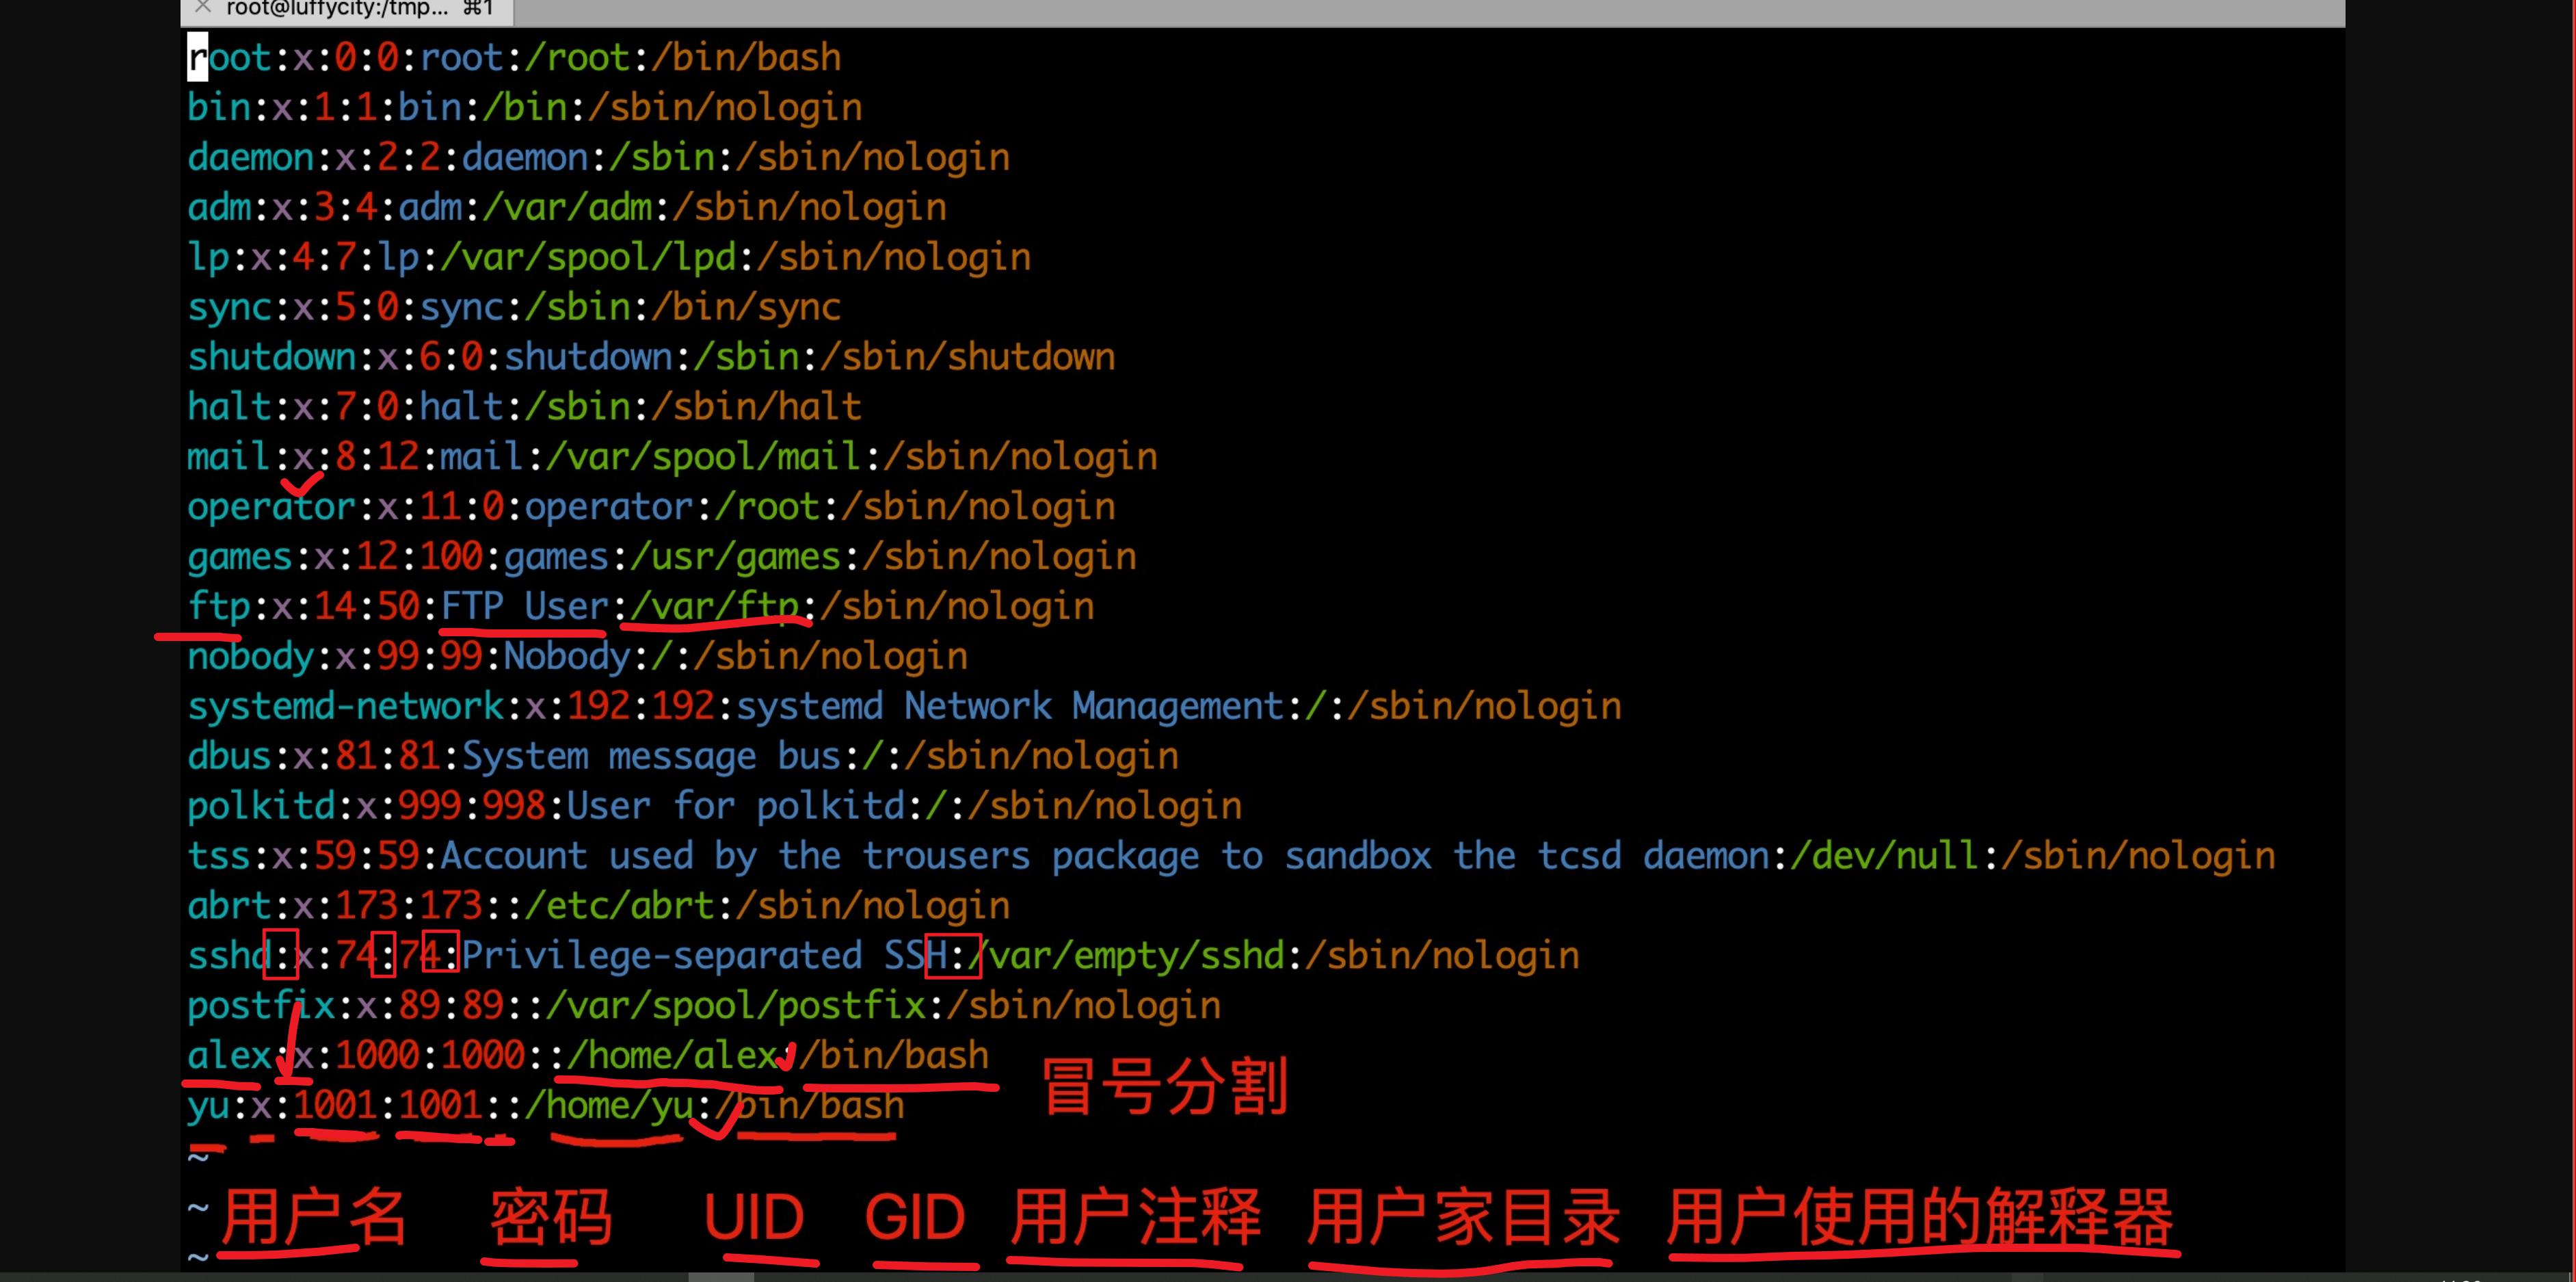 root@luffycity:/tmp... ⌘1
root:x:0:0:root:/root:/bin/bash
bin:x:1:1:bin:/bin:/sbin/nologin
daemon:x:2:2:daemon:/sbin:/sbin/nologin
adm:x:3:4:adm:/var/adm:/sbin/nologin
lp:x:4:7:lp:/var/spool/lpd:/sbin/nologin
sync:x:5:0:sync:/sbin:/bin/sync
shutdown:x:6:0:shutdown:/sbin:/sbin/shutdown
halt:x:7:0:halt:/sbin:/sbin/halt
mail:x:8:12:mail:/var/spool/mail:/sbin/nologin
operator:x:11:0:operator:/root:/sbin/nologin
games:x:12:100:games:/usr/games:/sbin/nologin
ftp:x:14:50:FTP User:/var/ftp:/sbin/nologin
nobody:x:99:99:Nobody:/:/sbin/nologin
systemd-network:x:192:192:systemd Network Management:/:/sbin/nologin
dbus:x:81:81:System message bus:/:/sbin/nologin
polkitd:x:999:998:User for polkitd:/:/sbin/nologin
tss:x:59:59:Account used by the trousers package to sandbox the tcsd daemon:/dev/null:/sbin/nologin
abrt:x:173:173::/etc/abrt:/sbin/nologin
sshd:x:74:74:Privilege-separated SSH:/var/empty/sshd:/sbin/nologin
postfix:x:89:89::/var/spool/postfix:/sbin/nologin
alex:x:1000:1000::/home/alex:/bin/bash
冒号分割
yu:x:1001:1001::/home/yu:/bin/bash
~
~ 用户名 密码 UID GID 用户注释 用户家目录 用户使用的解释器
~